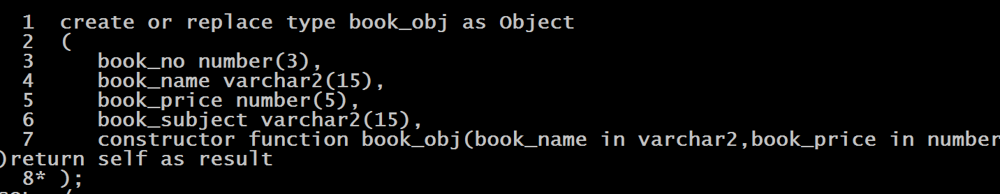 1 create or replace type book_obj as Object
2 (
3 book_no number(3),
4 book_name varchar2(15),
5 book_price number(5),
6 book_subject varchar2(15),
7 constructor function book_obj(book_name in varchar2,book_price in number
)return self as result
8* );